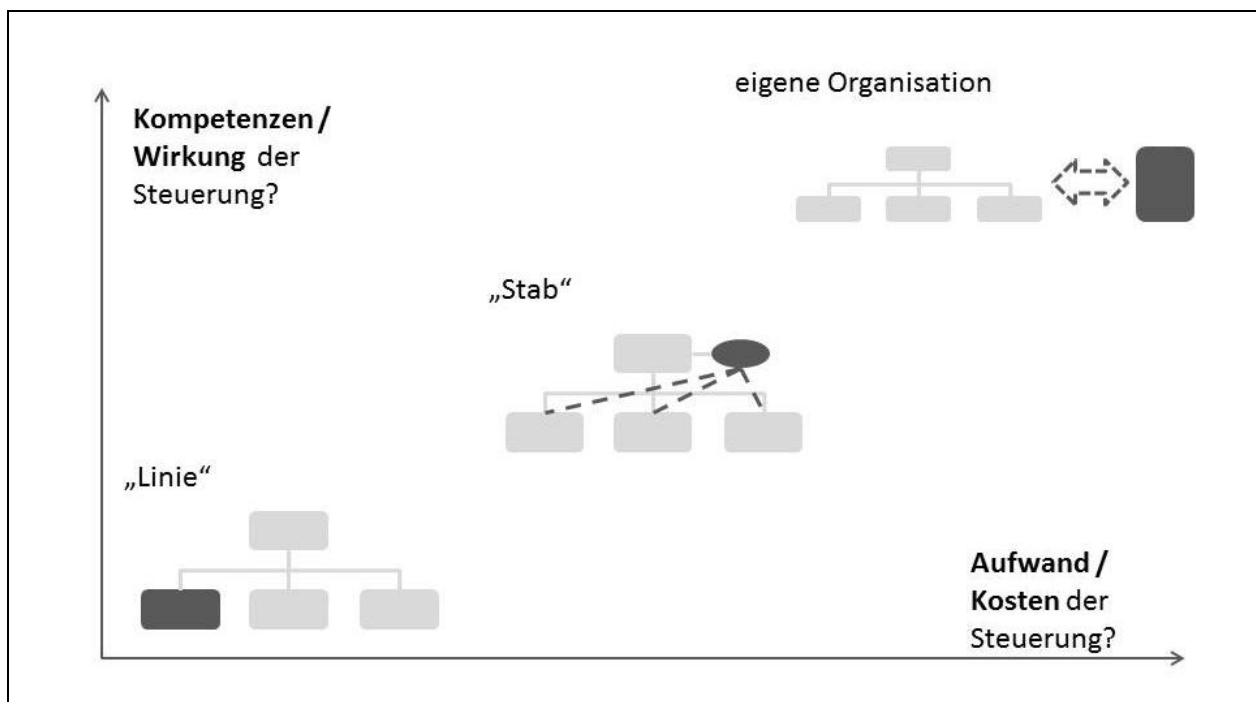 eigene Organisation
Kompetenzen /
Wirkung der
Steuerung?
„Stab“
„Linie“
Aufwand /
Kosten der
Steuerung?